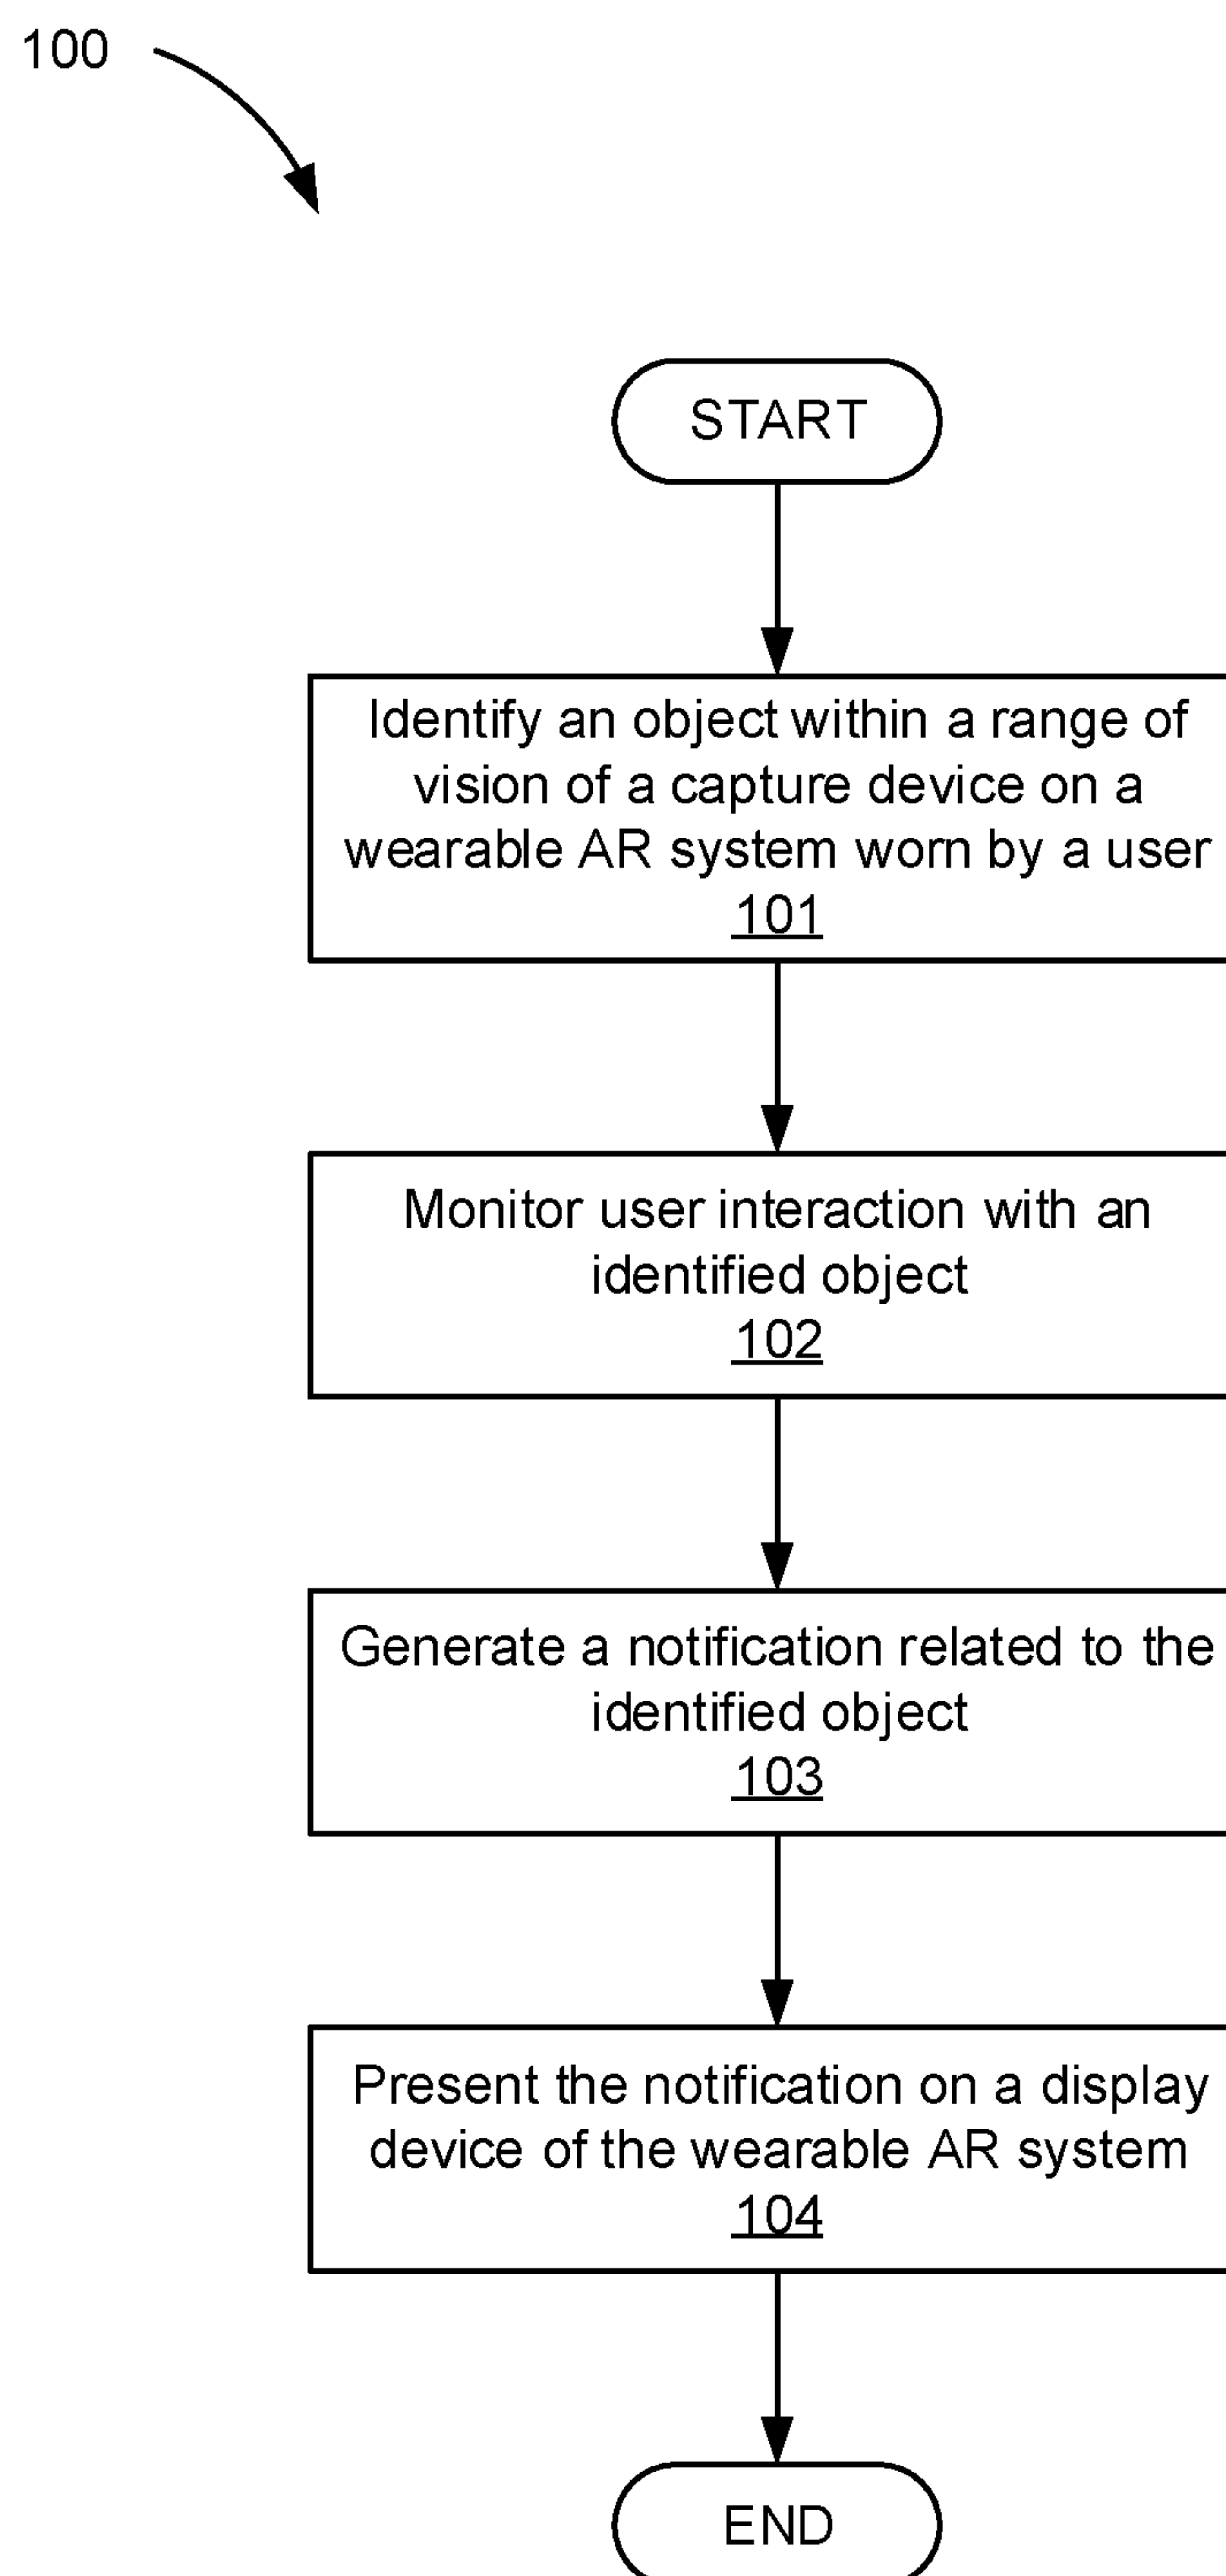 100
START
Identify an object within a range of
vision of a capture device on a
wearable AR system worn by a user
101
Monitor user interaction with an
identified object
102
Generate a notification related to the
identified object
103
Present the notification on a display
device of the wearable AR system
104
END